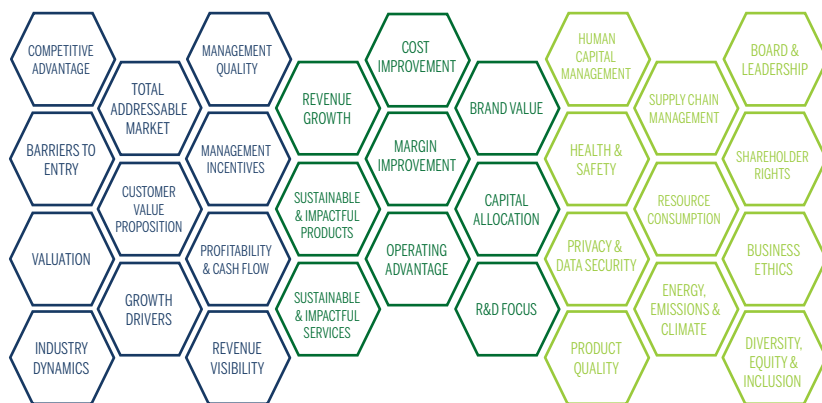 COMPETITIVE
ADVANTAGE
BARRIERS TO
ENTRY
VALUATION
INDUSTRY
DYNAMICS
TOTAL
ADDRESSABLE
MARKET
CUSTOMER
VALUE
PROPOSITION
GROWTH
DRIVERS
MANAGEMENT
QUALITY
MANAGEMENT
INCENTIVES
PROFITABILITY
& CASH FLOW
REVENUE
VISIBILITY
REVENUE
GROWTH
SUSTAINABLE
& IMPACTFUL
PRODUCTS
SUSTAINABLE
& IMPACTFUL
SERVICES
COST
IMPROVEMENT
MARGIN
IMPROVEMENT
OPERATING
ADVANTAGE
BRAND VALUE
CAPITAL
ALLOCATION
R&D FOCUS
HUMAN
CAPITAL
MANAGEMENT
HEALTH &
SAFETY
PRIVACY &
DATA SECURITY
PRODUCT
QUALITY
SUPPLY CHAIN
MANAGEMENT
RESOURCE
CONSUMPTION
ENERGY,
EMISSIONS &
CLIMATE
BOARD &
LEADERSHIP
SHAREHOLDER
RIGHTS
BUSINESS
ETHICS
DIVERSITY,
EQUITY &
INCLUSION